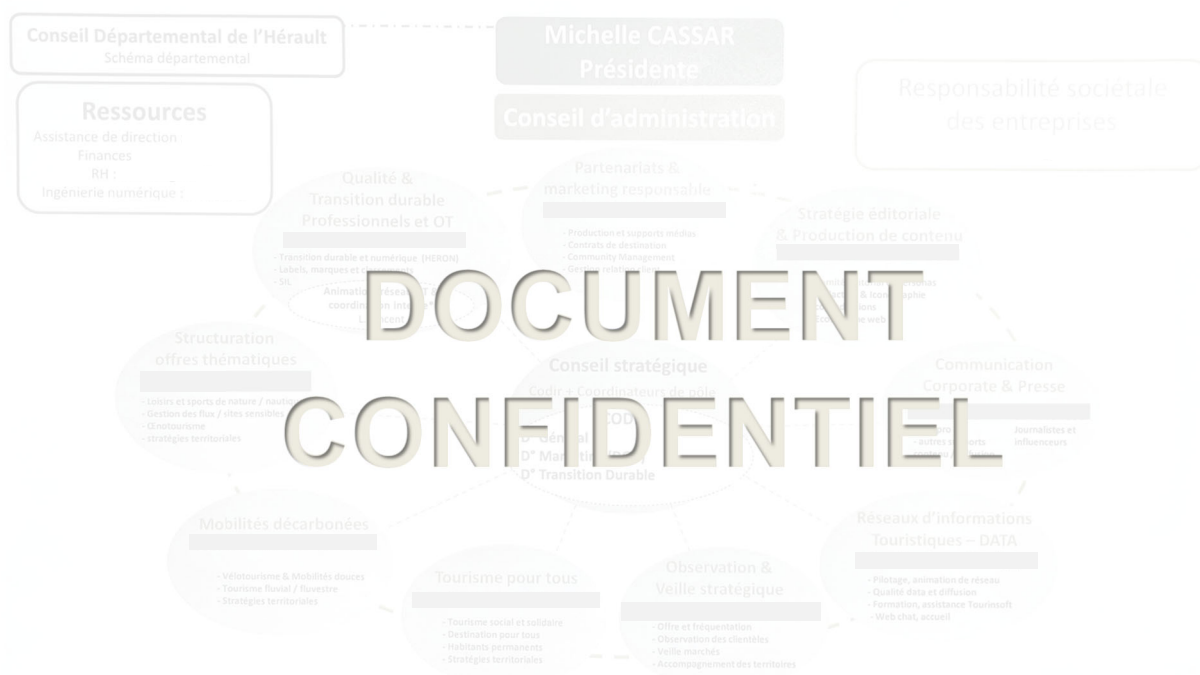 Conseil Départemental de l'Hérault
Schéma départemental
Michelle CASSAR
Présidente
Conseil d'administration
Responsabilité sociétale
des entreprises
Ressources
Assistance de direction
Finances
RH :
Ingénierie numérique :
Qualité &
Transition durable
Professionnels et OT
- Transition durable et numérique (HERON)
- Labels, marques et classements
- SIL
Partenariats &
marketing responsable
- Production et supports médias
- Contrats de destination
- Community Management
- Gestion relation client
Stratégie éditoriale
& Production de contenu
DOCUMENT
CONFIDENTIEL
Structuration
offres thématiques
- Loisirs et sports de nature /
- Gestion des flux / sites sensibles
- Œnotourisme
- stratégies territoriales
Conseil stratégique
Codir + Coordinateurs de pôle
D° Transition Durable
Communication
Corporate & Presse
Journalistes et
influenceurs
Mobilités décarbonées
- Vélotourisme & Mobilités douces
- Tourisme fluvial / fluvestre
- Stratégies territoriales
Tourisme pour tous
- Tourisme social et solidaire
- Destination pour tous
- Habitants permanents
- Stratégies territoriales
Observation &
Veille stratégique
- Offre et fréquentation
- Observation des clientèles
- Veille marchés
- Accompagnement des territoires
Réseaux d'informations
Touristiques – DATA
- Pilotage, animation de réseau
- Qualité data et diffusion
- Formation, assistance Tourinsoft
- Web chat, accueil